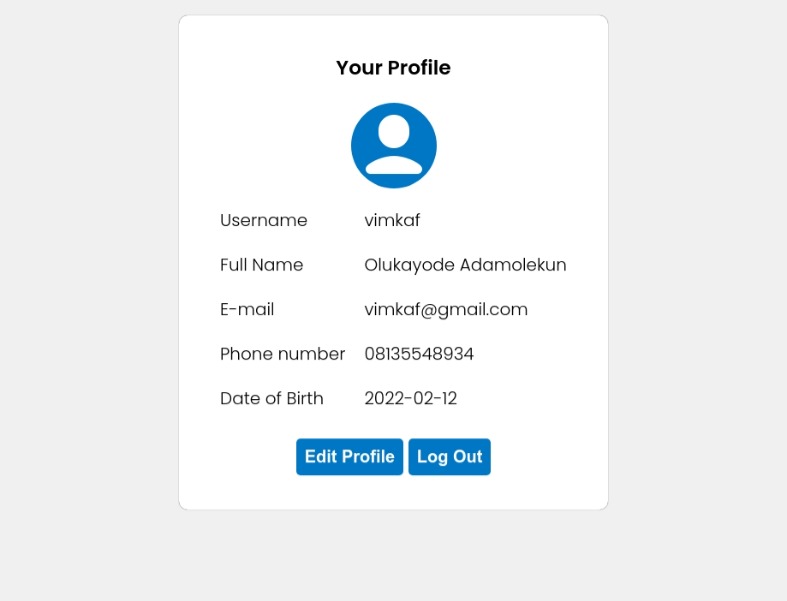 Your Profile
Username vimkaf
Full Name Olukayode Adamolekun
E-mail vimkaf@gmail.com
Phone number 08135548934
Date of Birth 2022-02-12
Edit Profile Log Out